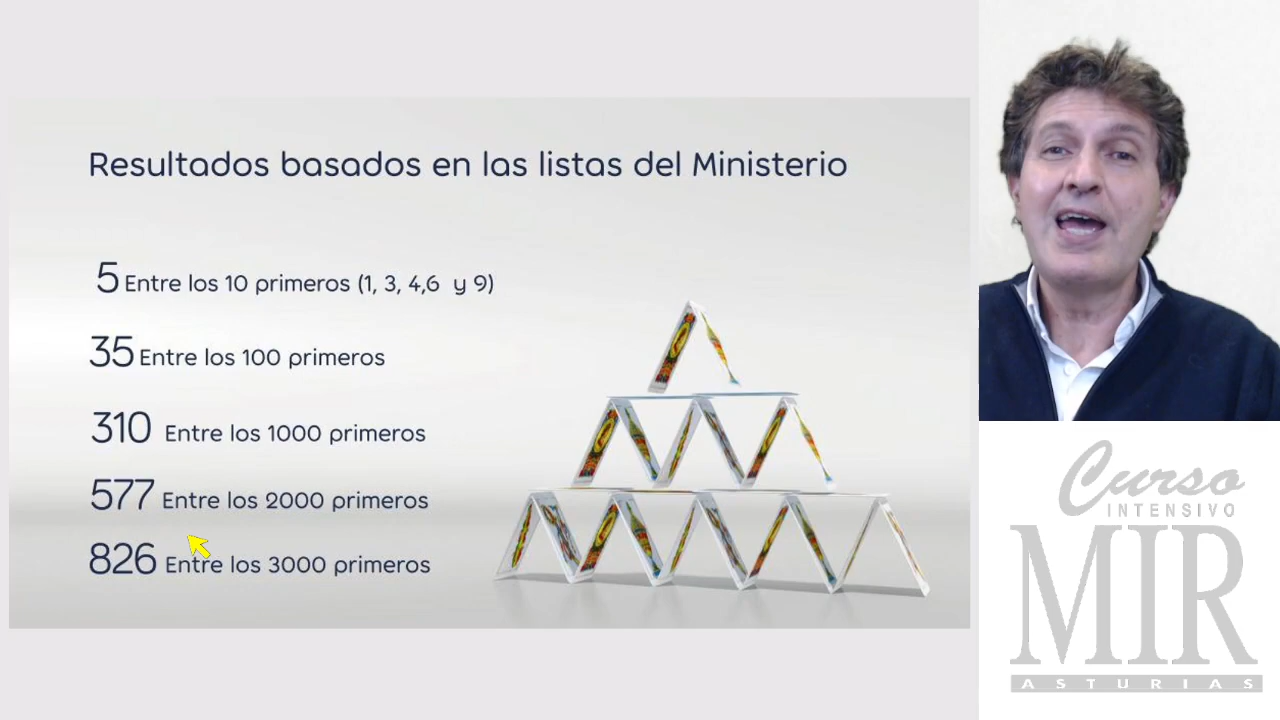 Resultados basados en las listas del Ministerio
5 Entre los 10 primeros (1, 3, 4,6 y 9)
35 Entre los 100 primeros
310 Entre los 1000 primeros
577 Entre los 2000 primeros
826 Entre los 3000 primeros
Curso
INTENSIVO
MIR
ASTURIAS